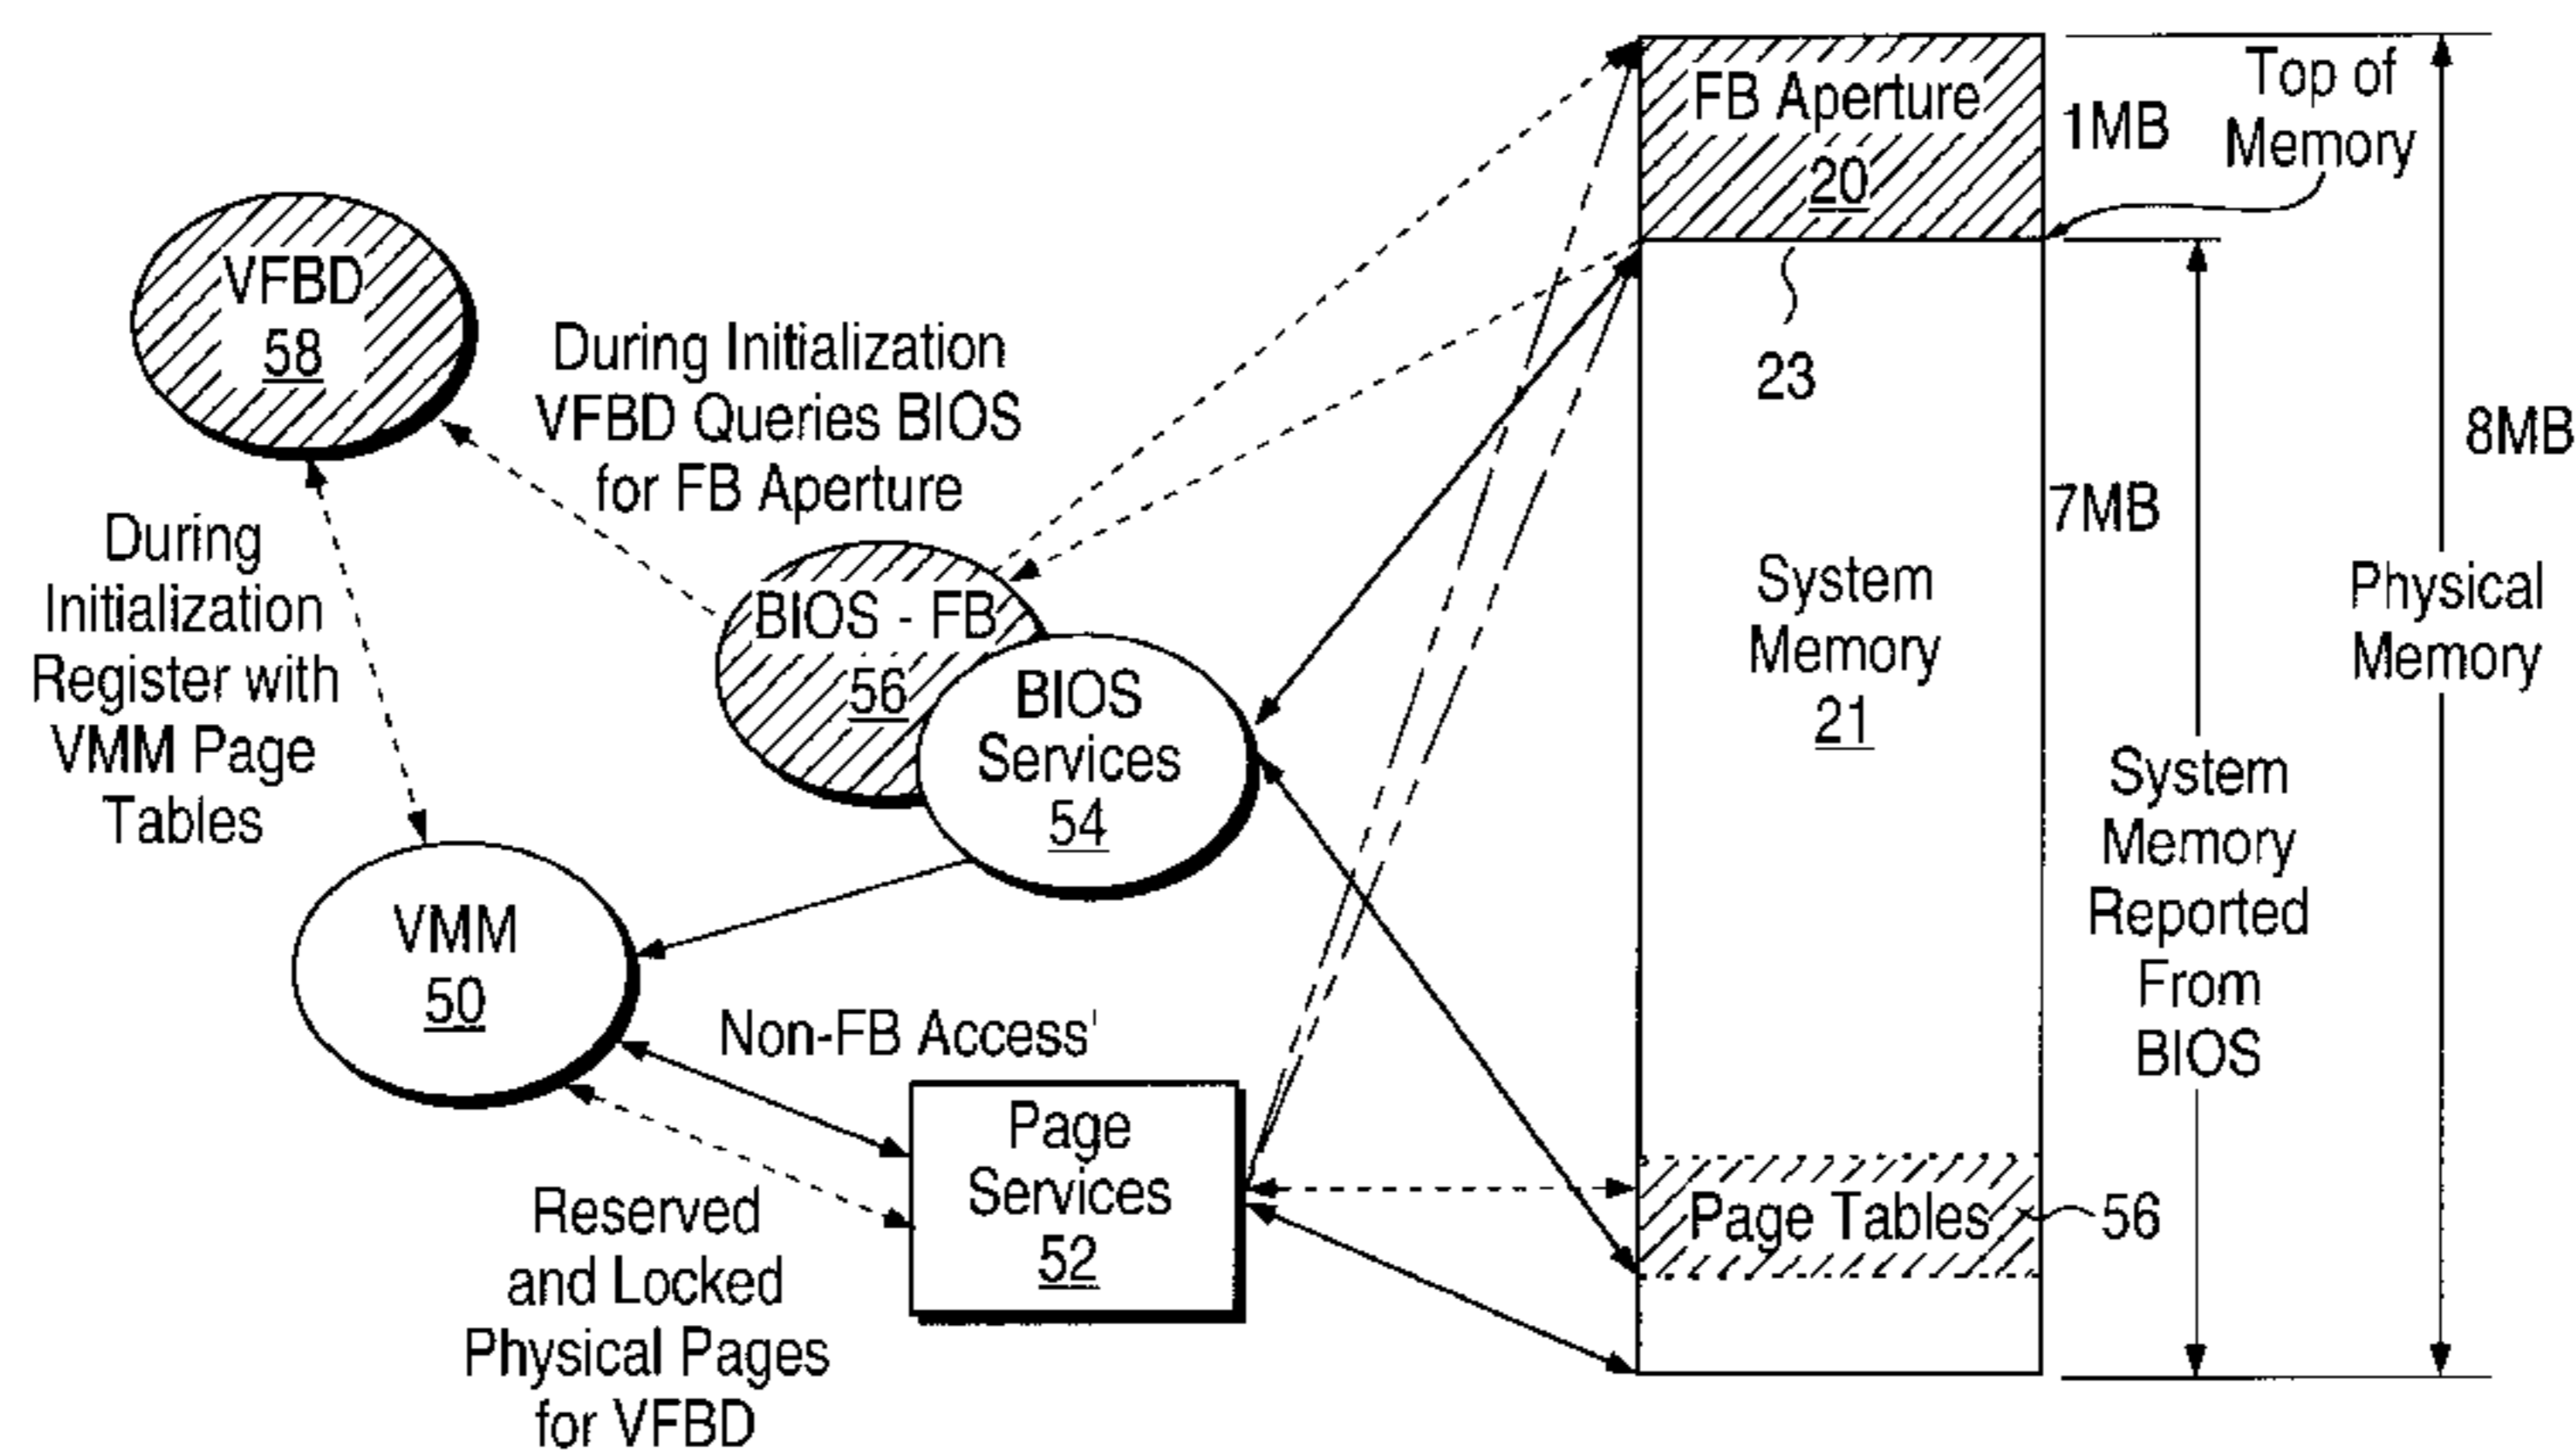 VFBD
58
During Initialization
VFBD Queries BIOS
for FB Aperture
During
Initialization
Register with
VMM Page
Tables
BIOS - FB
56
BIOS
Services
54
VMM
50
Non-FB Access'
Page
Services
52
Reserved
and Locked
Physical Pages
for VFBD
FB Aperture
20
1MB
Top of
Memory
23
System
Memory
21
7MB
8MB
Physical
Memory
System
Memory
Reported
From
BIOS
Page Tables
56